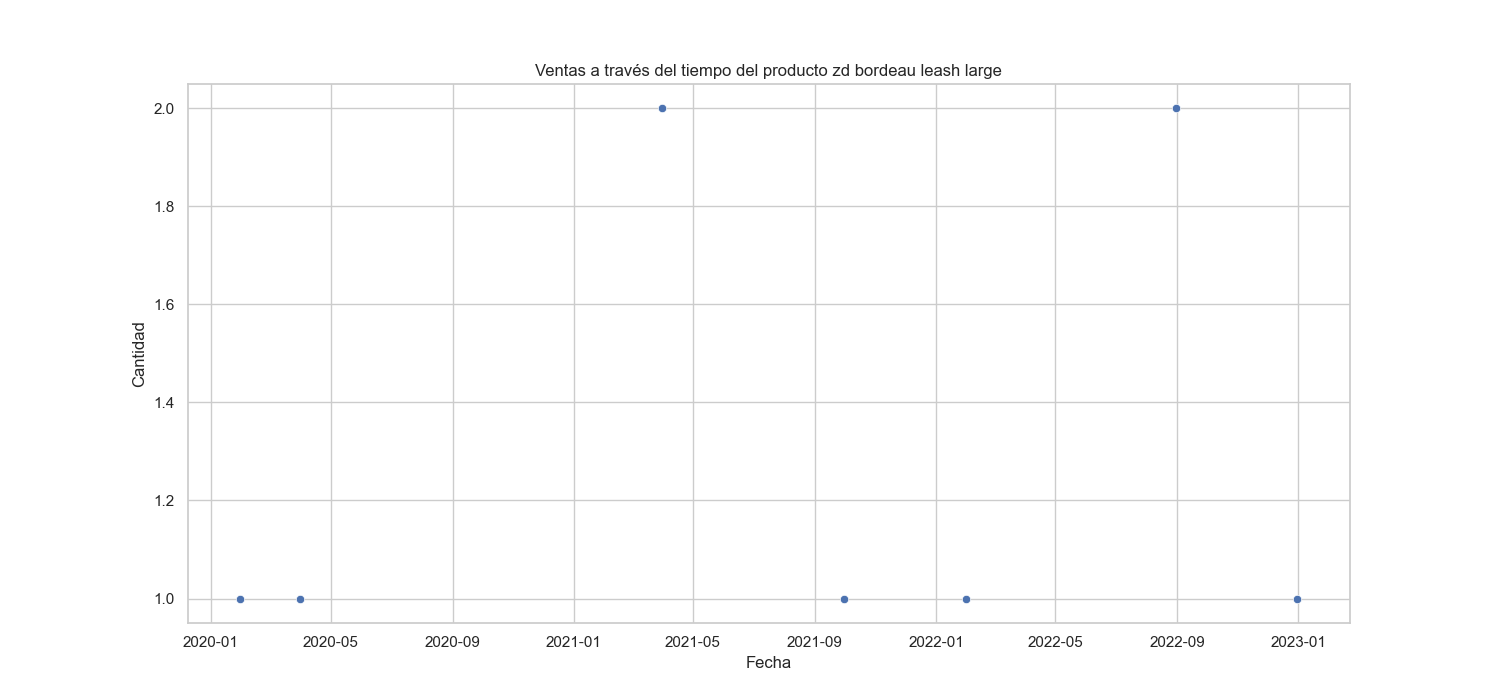 Ventas a través del tiempo del producto zd bordeau leash large
2.0
1.8
1.6
1.4
1.2
1.0
Cantidad
2020-01 2020-05 2020-09 2021-01 2021-05 2021-09 2022-01 2022-05 2022-09 2023-01
Fecha